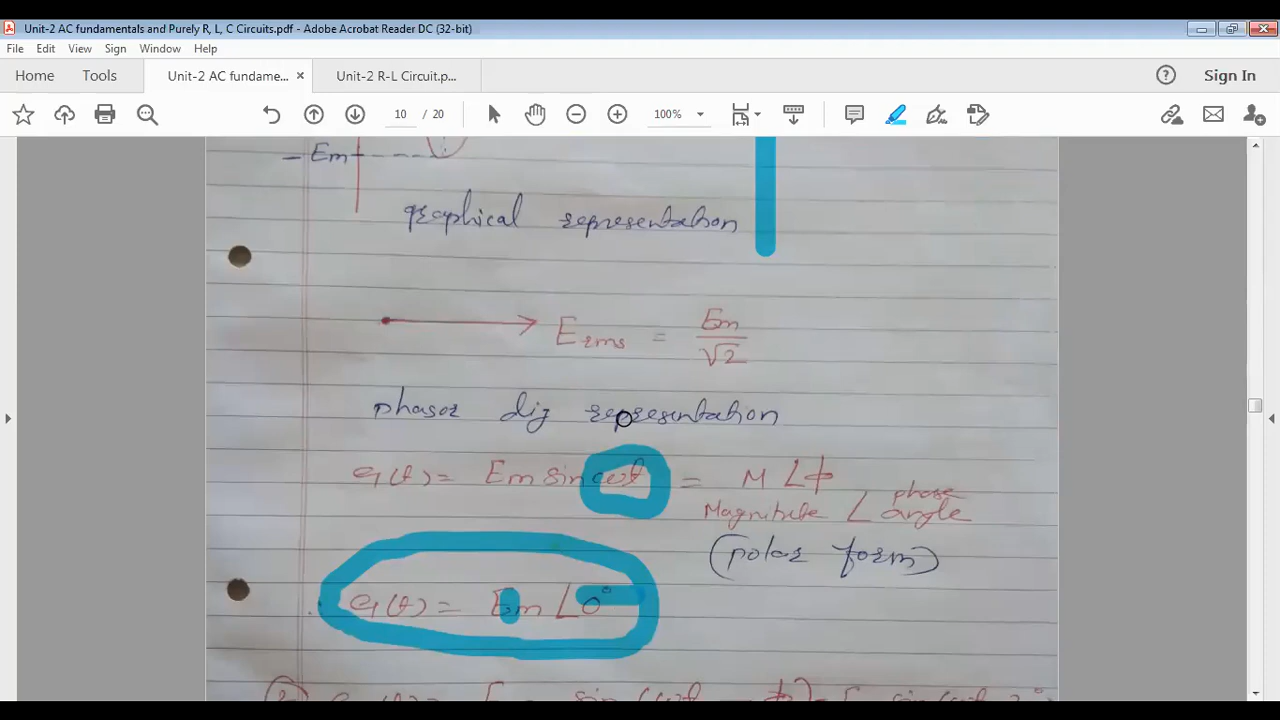 Unit-2 AC fundamentals and Purely R, L, C Circuits.pdf - Adobe Acrobat Reader DC (32-bit)
File Edit View Sign Window Help
Home Tools Unit-2 AC fundame... × Unit-2 R-L Circuit.p... Sign In
10 / 20 100%
- Em
graphical representation
Erms = Em/√2
phasor dig representation
e1(t) = Em sin ωt = M ∠ϕ
Magnitude ∠ phase angle
(polar form)
e1(t) = Em ∠0°